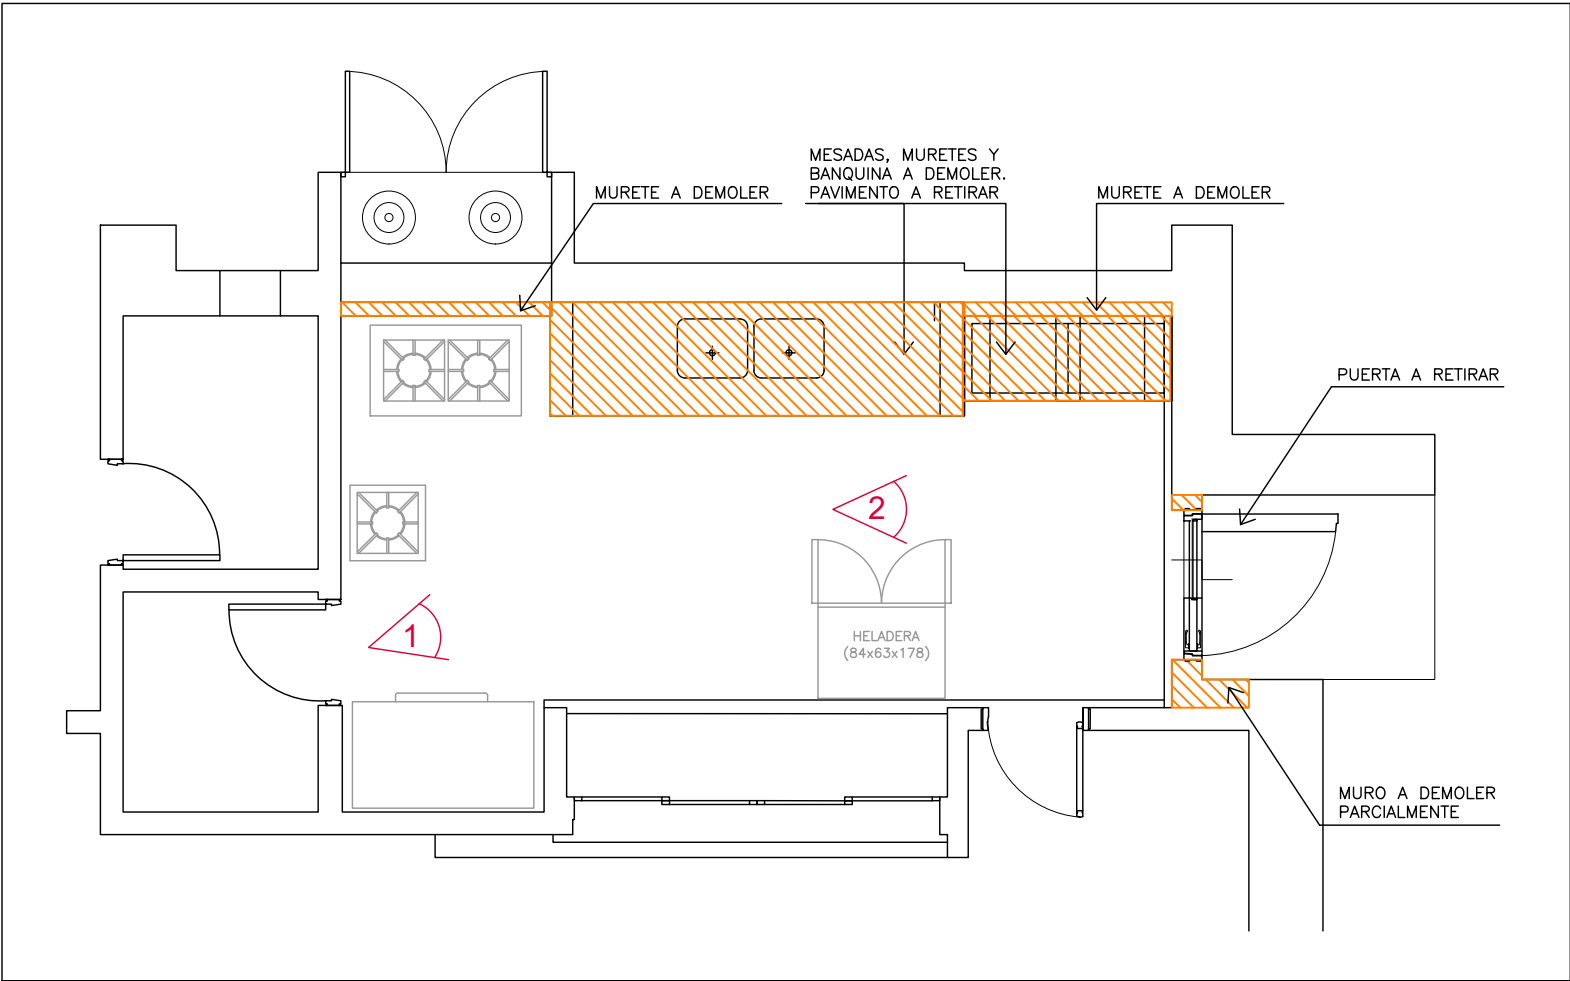 MESADAS, MURETES Y
BANQUINA A DEMOLER.
PAVIMENTO A RETIRAR
MURETE A DEMOLER
MURETE A DEMOLER
PUERTA A RETIRAR
2
1
HELADERA
(84x63x178)
MURO A DEMOLER
PARCIALMENTE